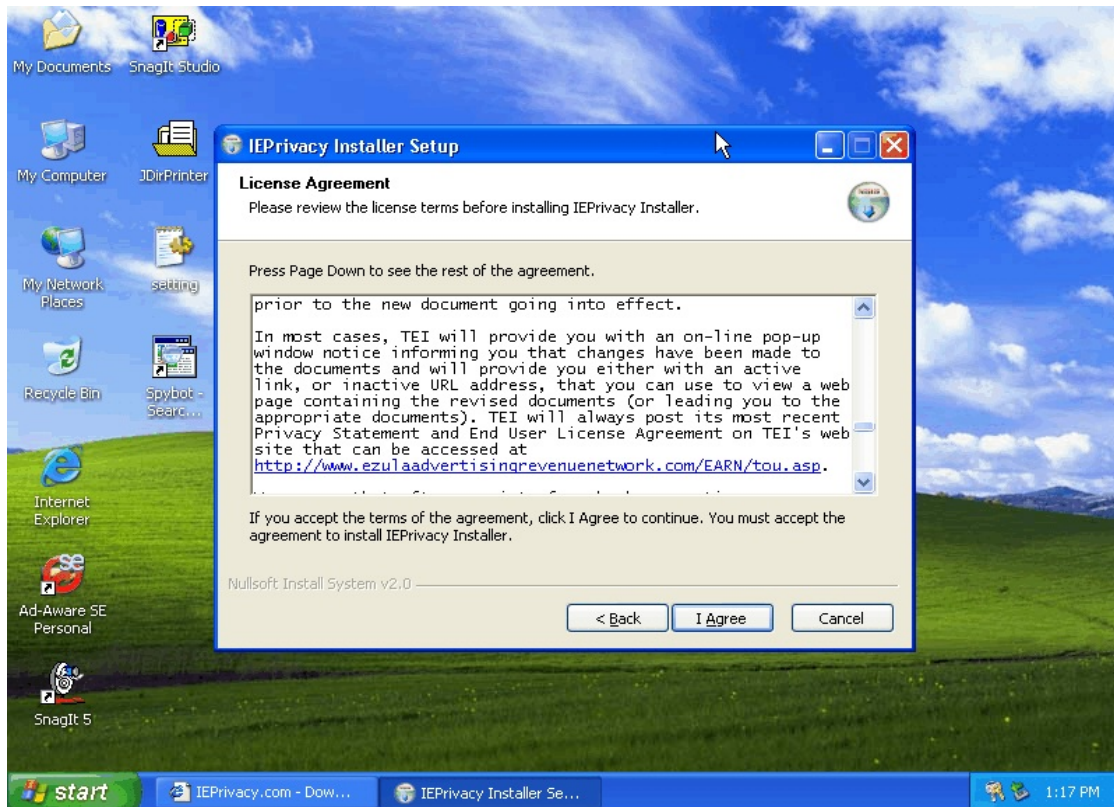 My Documents
SnagIt Studio
My Computer
JDirPrinter
My Network
Places
setting
Recycle Bin
Spybot -
Searc...
Internet
Explorer
Ad-Aware SE
Personal
SnagIt 5
IEPrivacy Installer Setup
License Agreement
Please review the license terms before installing IEPrivacy Installer.
Press Page Down to see the rest of the agreement.
prior to the new document going into effect.
In most cases, TEI will provide you with an on-line pop-up
window notice informing you that changes have been made to
the documents and will provide you either with an active
link, or inactive URL address, that you can use to view a web
page containing the revised documents (or leading you to the
appropriate documents). TEI will always post its most recent
Privacy Statement and End User License Agreement on TEI's web
site that can be accessed at
http://www.ezulaadvertisingrevenuenetwork.com/EARN/tou.asp.
If you accept the terms of the agreement, click I Agree to continue. You must accept the
agreement to install IEPrivacy Installer.
Nullsoft Install System v2.0
< Back
I Agree
Cancel
start
IEPrivacy.com - Dow...
IEPrivacy Installer Se...
1:17 PM